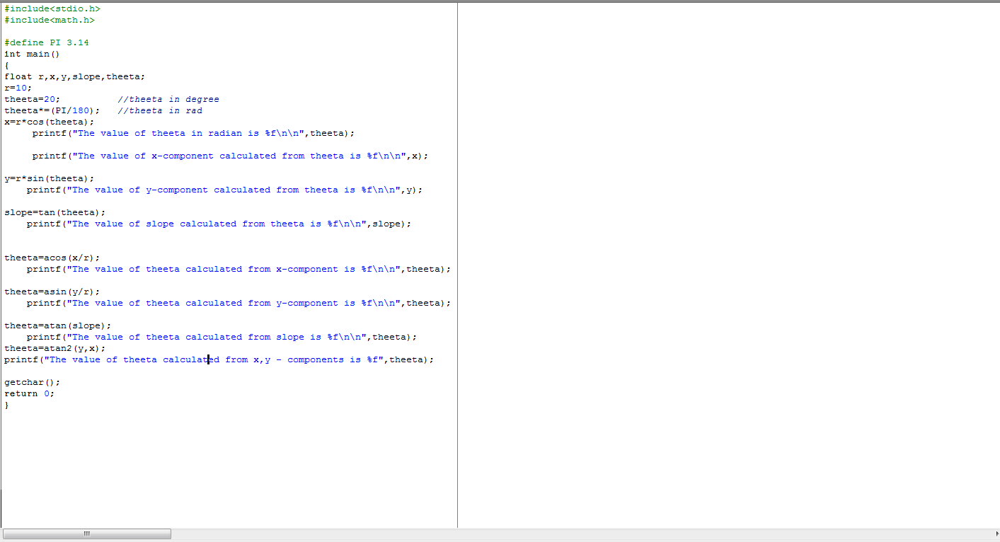 #include<stdio.h>
#include<math.h>
#define PI 3.14
int main()
{
float r,x,y,slope,theeta;
r=10;
theeta=20;          //theeta in degree
theeta*=(PI/180);   //theeta in rad
x=r*cos(theeta);
     printf("The value of theeta in radian is %f\n\n",theeta);
     printf("The value of x-component calculated from theeta is %f\n\n",x);
y=r*sin(theeta);
    printf("The value of y-component calculated from theeta is %f\n\n",y);
slope=tan(theeta);
    printf("The value of slope calculated from theeta is %f\n\n",slope);
theeta=acos(x/r);
    printf("The value of theeta calculated from x-component is %f\n\n",theeta);
theeta=asin(y/r);
    printf("The value of theeta calculated from y-component is %f\n\n",theeta);
theeta=atan(slope);
    printf("The value of theeta calculated from slope is %f\n\n",theeta);
theeta=atan2(y,x);
printf("The value of theeta calculated from x,y - components is %f",theeta);
getchar();
return 0;
}